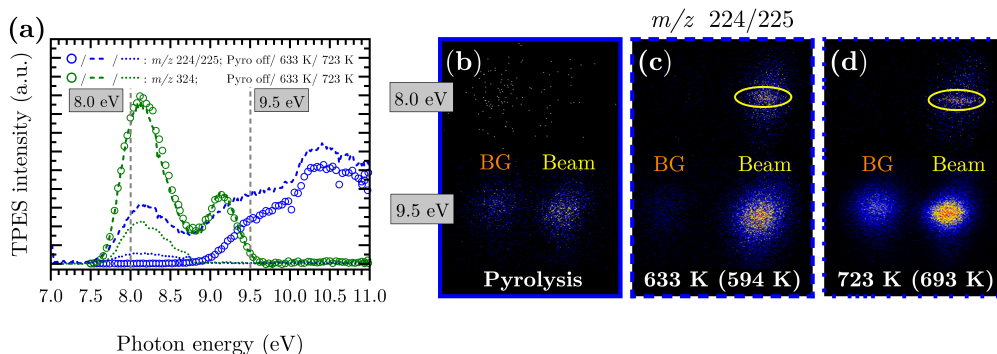 m/z 224/225
(a)
TPES intensity (a.u.)
/ / : m/z 224/225; Pyro off/ 633 K/ 723 K
/ / : m/z 324; Pyro off/ 633 K/ 723 K
8.0 eV
9.5 eV
7.0 7.5 8.0 8.5 9.0 9.5 10.0 10.5 11.0
Photon energy (eV)
8.0 eV
9.5 eV
(b)
BG Beam
Pyrolysis
(c)
BG Beam
633 K (594 K)
(d)
BG Beam
723 K (693 K)